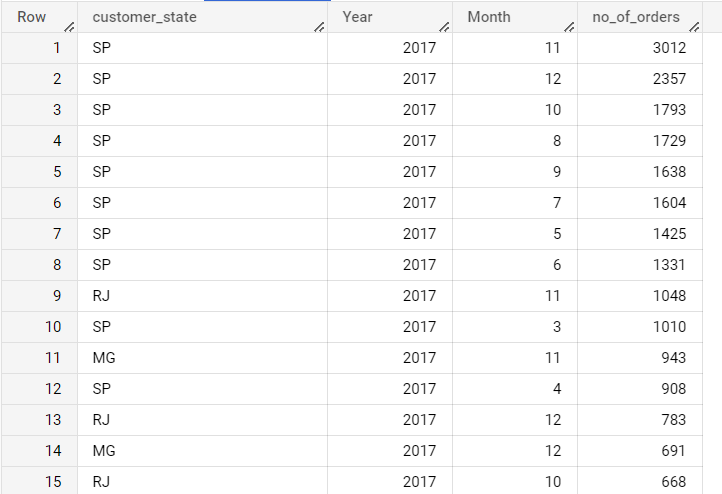 Row customer_state Year Month no_of_orders
1 SP 2017 11 3012
2 SP 2017 12 2357
3 SP 2017 10 1793
4 SP 2017 8 1729
5 SP 2017 9 1638
6 SP 2017 7 1604
7 SP 2017 5 1425
8 SP 2017 6 1331
9 RJ 2017 11 1048
10 SP 2017 3 1010
11 MG 2017 11 943
12 SP 2017 4 908
13 RJ 2017 12 783
14 MG 2017 12 691
15 RJ 2017 10 668